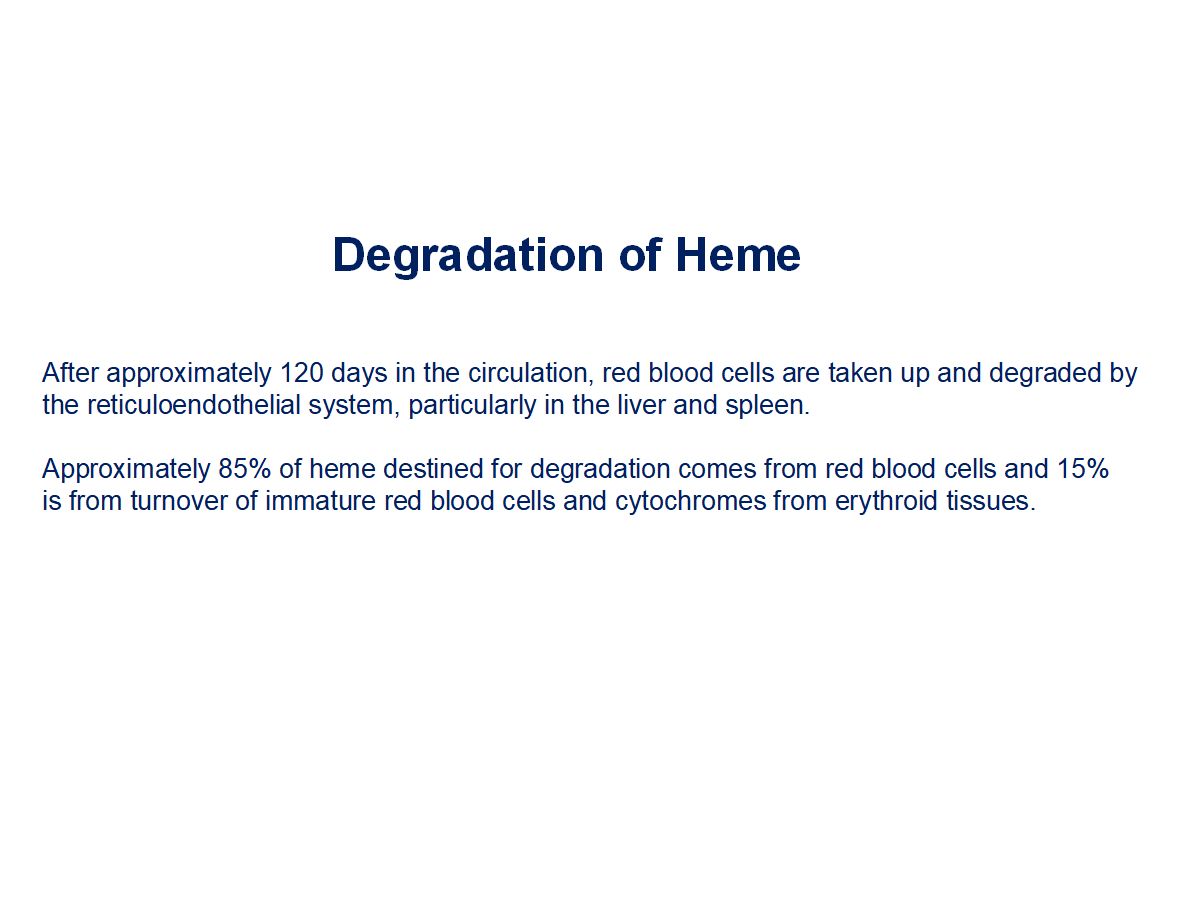 Degradation of Heme
After approximately 120 days in the circulation, red blood cells are taken up and degraded by
the reticuloendothelial system, particularly in the liver and spleen.
Approximately 85% of heme destined for degradation comes from red blood cells and 15%
is from turnover of immature red blood cells and cytochromes from erythroid tissues.